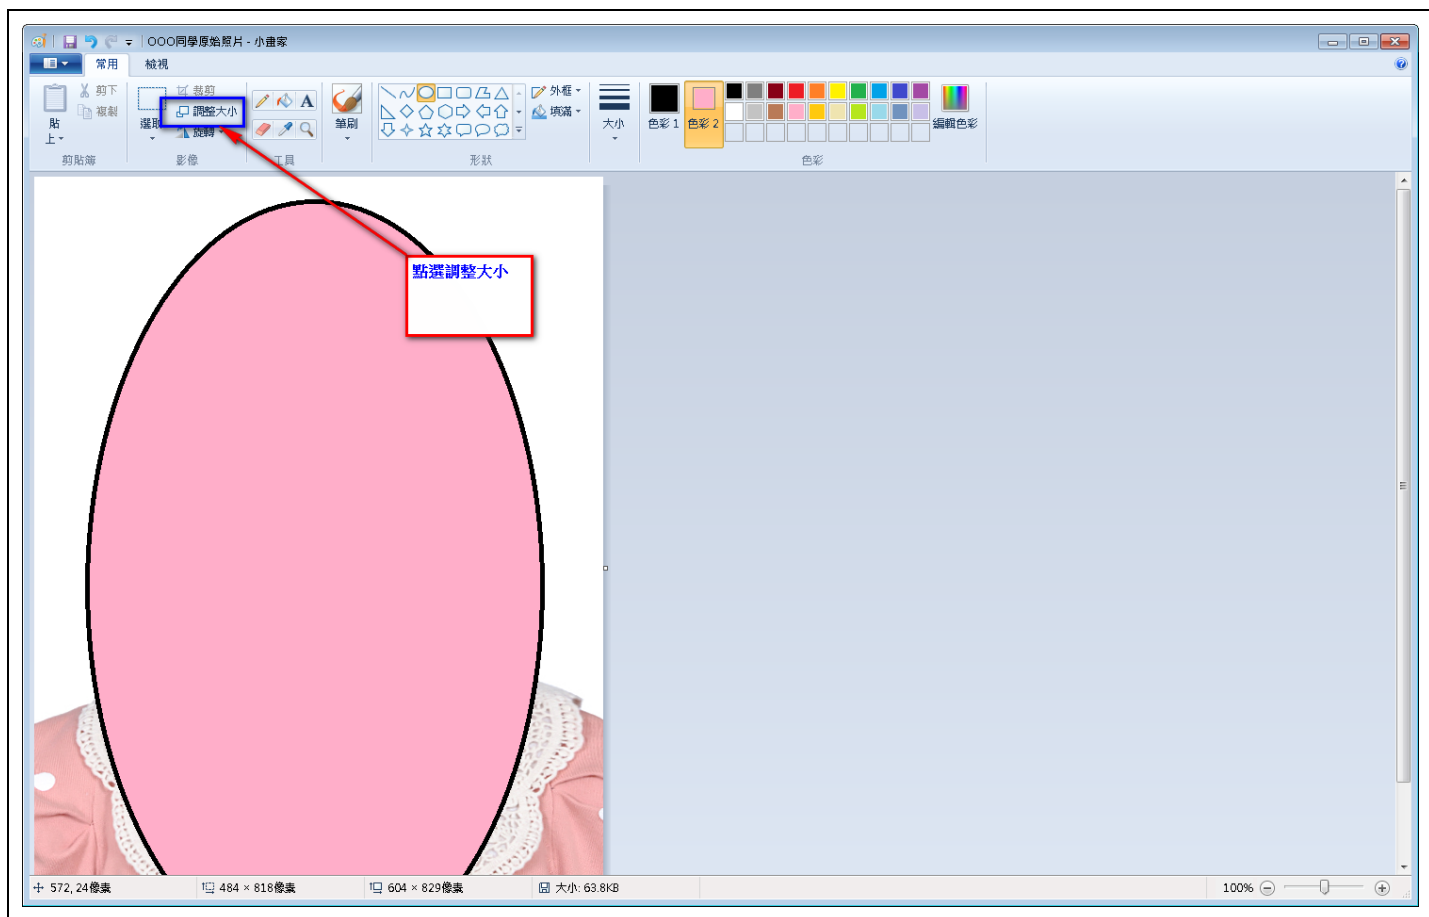 OOO同學原始照片 - 小畫家
常用 檢視
剪下
裁剪
外框
複製
調整大小
A
填滿
貼上
選取
旋轉
筆刷
大小
色彩 1
色彩 2
編輯色彩
剪貼簿
影像
工具
形狀
色彩
點選調整大小
572, 24像素
484 × 818像素
604 × 829像素
大小: 63.8KB
100%